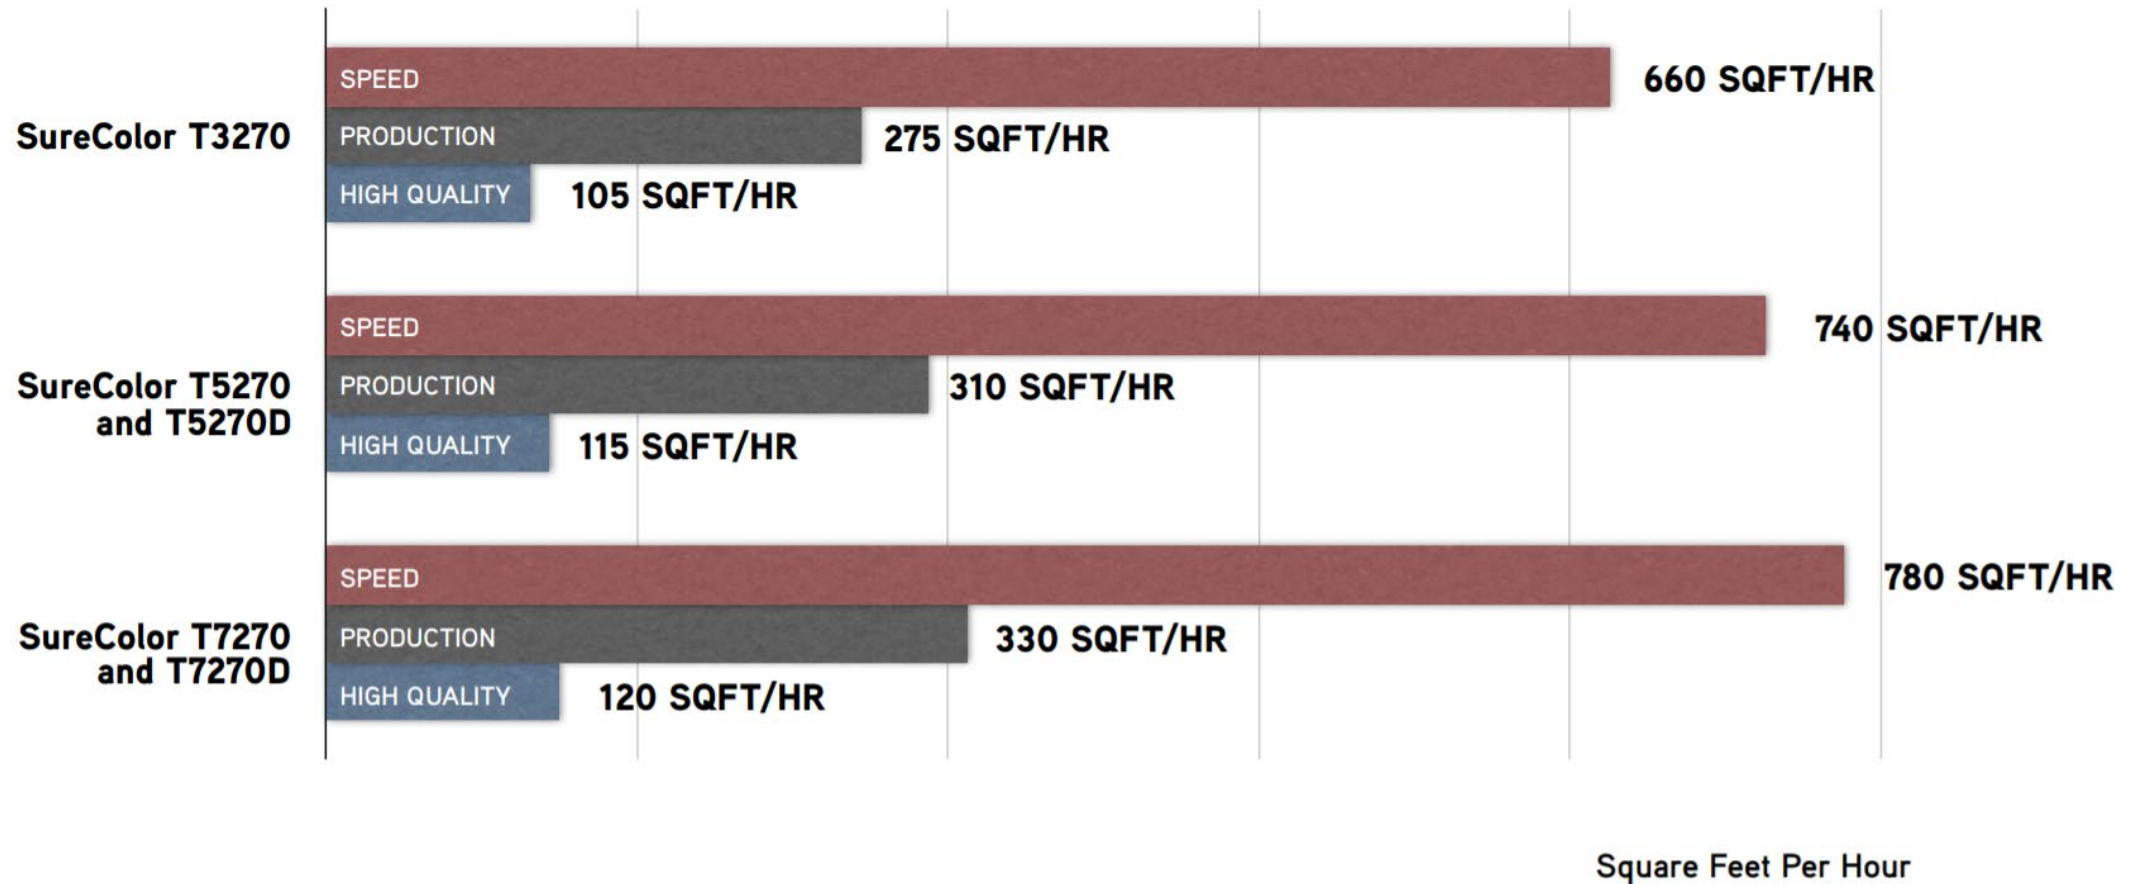 SPEED
660 SQFT/HR
SureColor T3270
PRODUCTION
275 SQFT/HR
HIGH QUALITY
105 SQFT/HR
SPEED
740 SQFT/HR
SureColor T5270
and T5270D
PRODUCTION
310 SQFT/HR
HIGH QUALITY
115 SQFT/HR
SPEED
780 SQFT/HR
SureColor T7270
and T7270D
PRODUCTION
330 SQFT/HR
HIGH QUALITY
120 SQFT/HR
Square Feet Per Hour